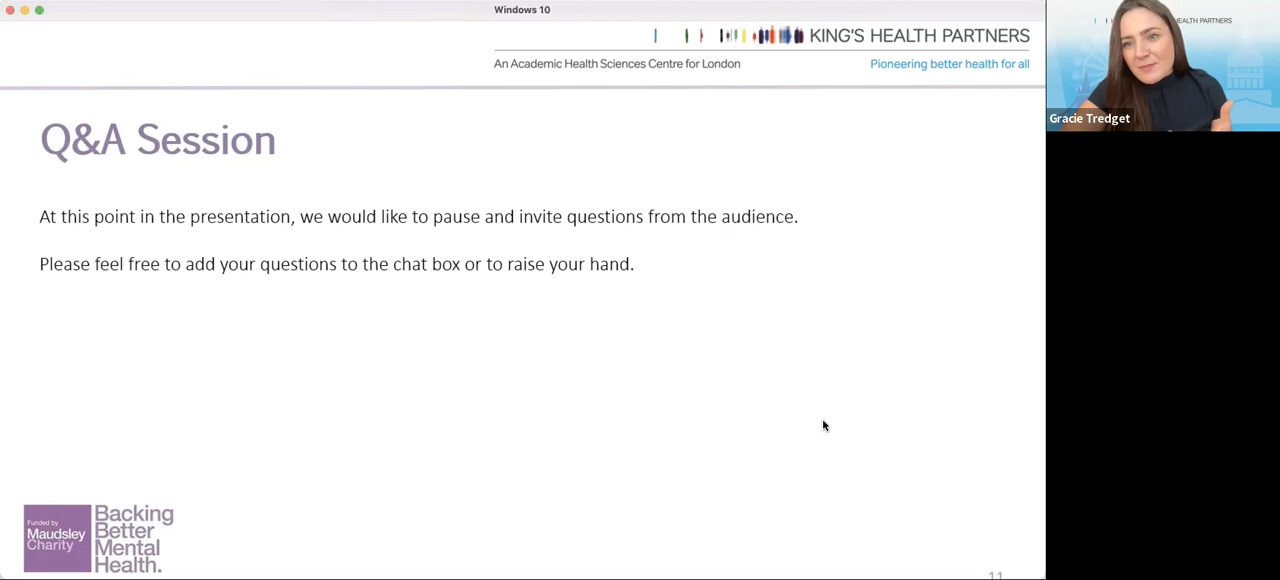 Windows 10
KING'S HEALTH PARTNERS
An Academic Health Sciences Centre for London
Pioneering better health for all
EALTH PARTNERS
Gracie Tredget
Q&A Session
At this point in the presentation, we would like to pause and invite questions from the audience.
Please feel free to add your questions to the chat box or to raise your hand.
Funded by
Maudsley
Charity
Backing
Better
Mental
Health.
11